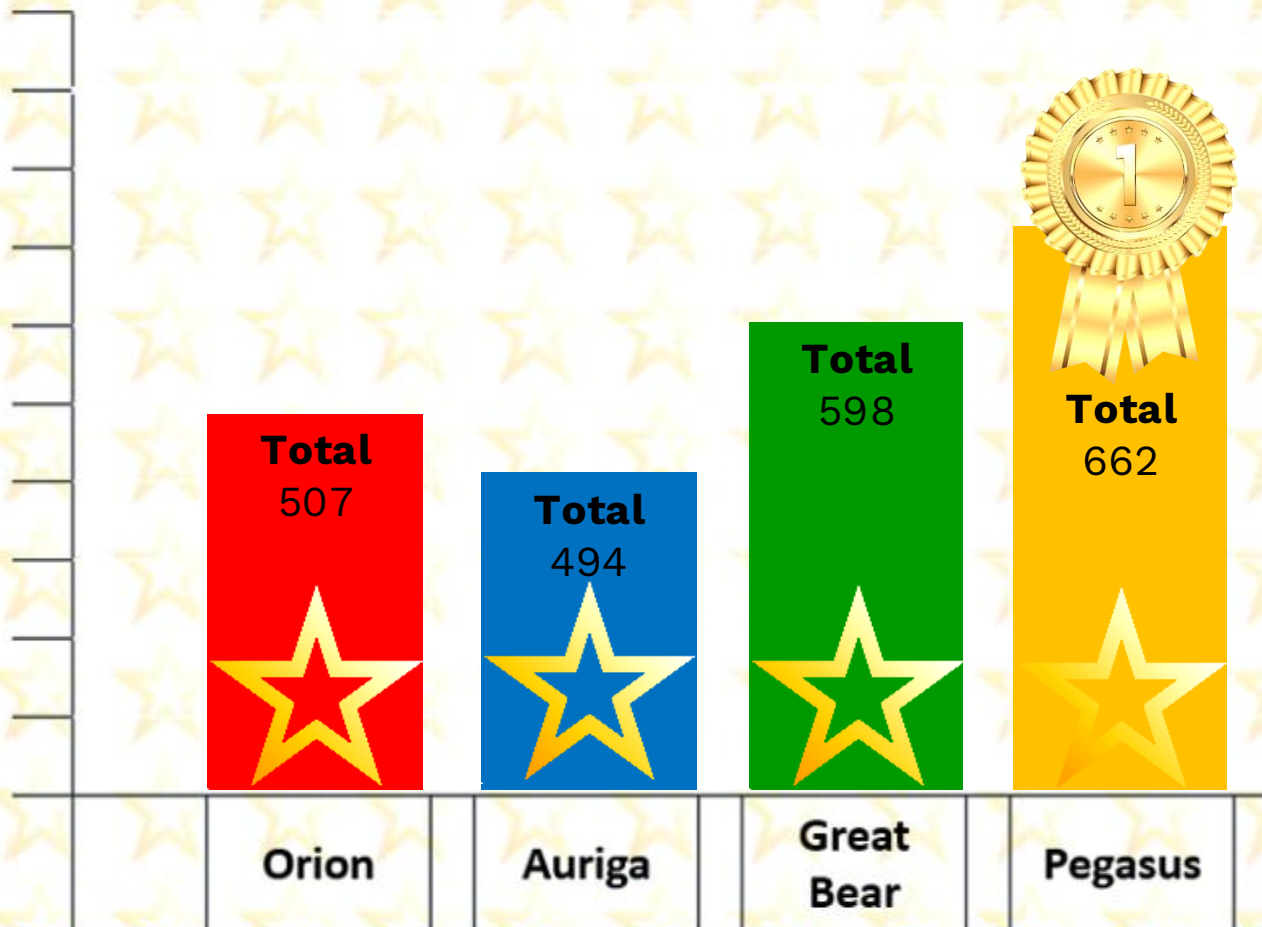 1
Total
507
Total
494
Total
598
Total
662
Orion
Auriga
Great
Bear
Pegasus